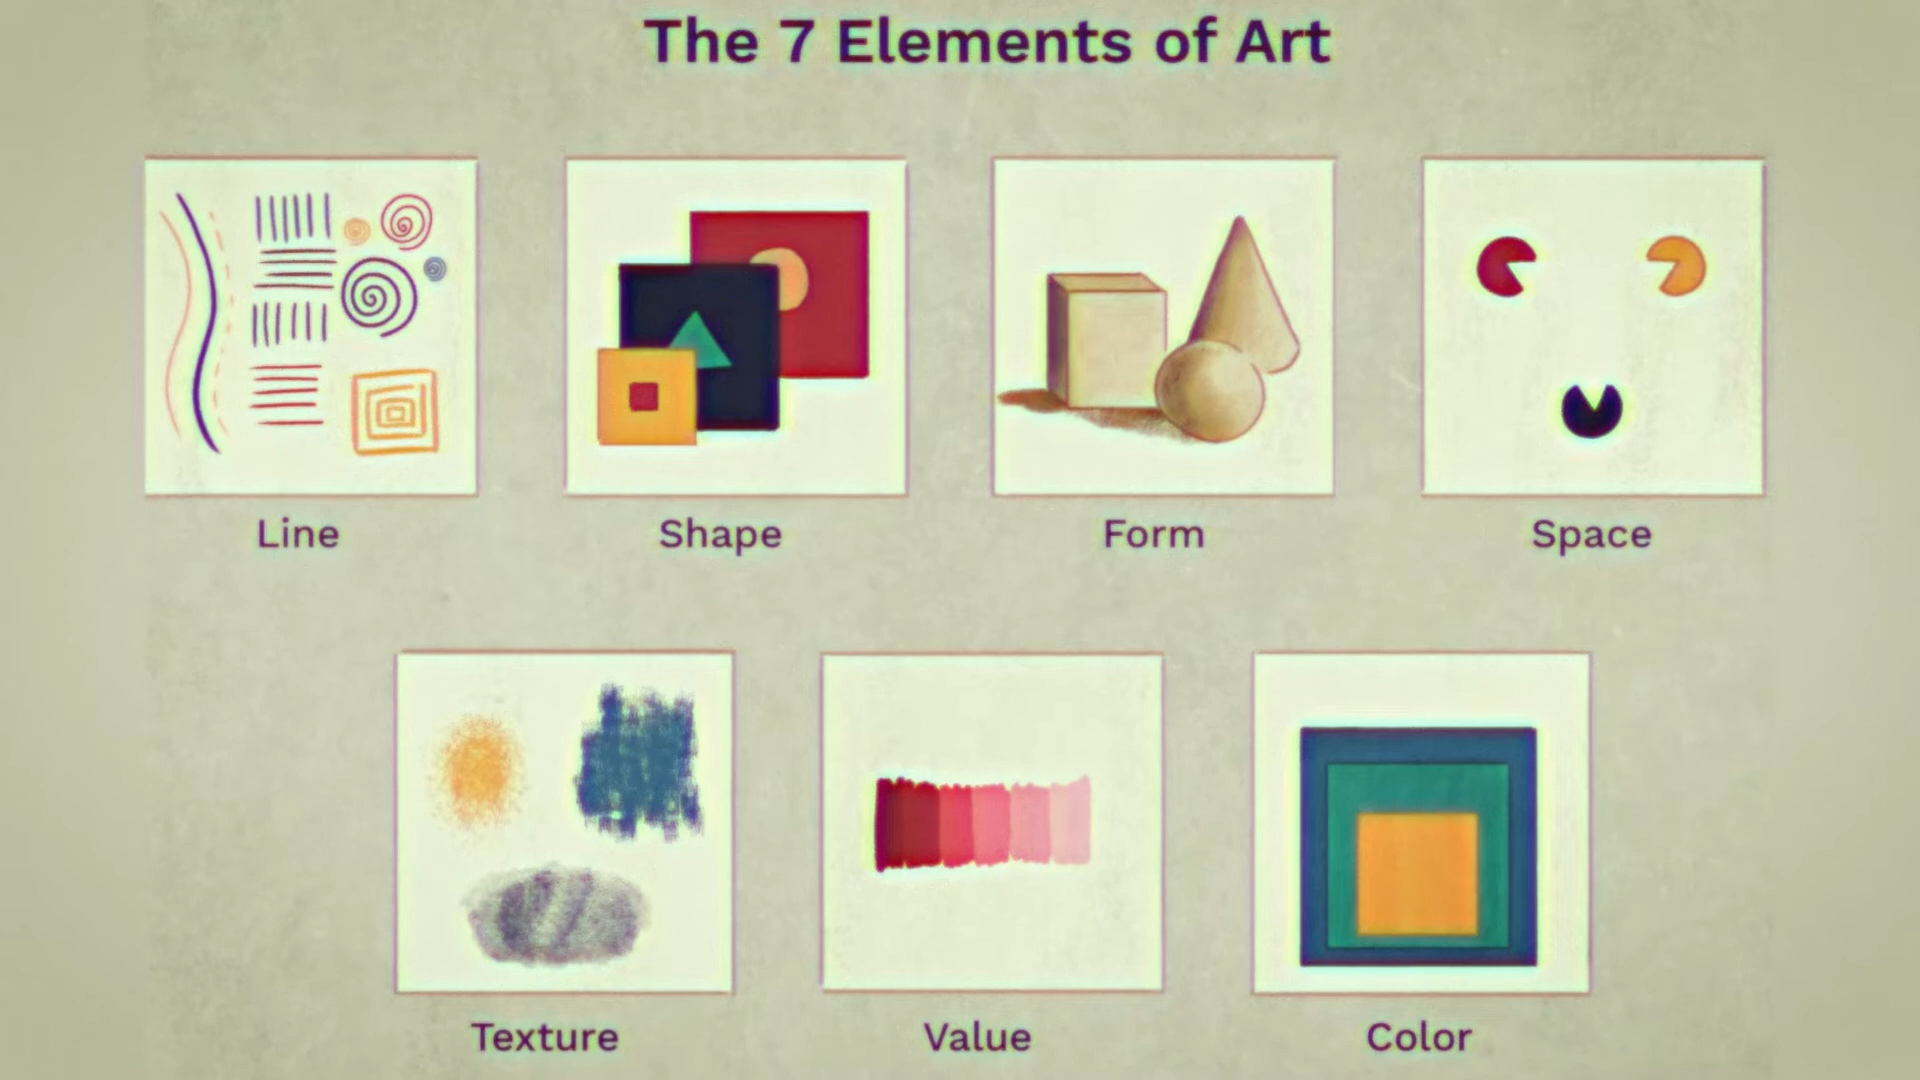 The 7 Elements of Art
Line
Shape
Form
Space
Texture
Value
Color